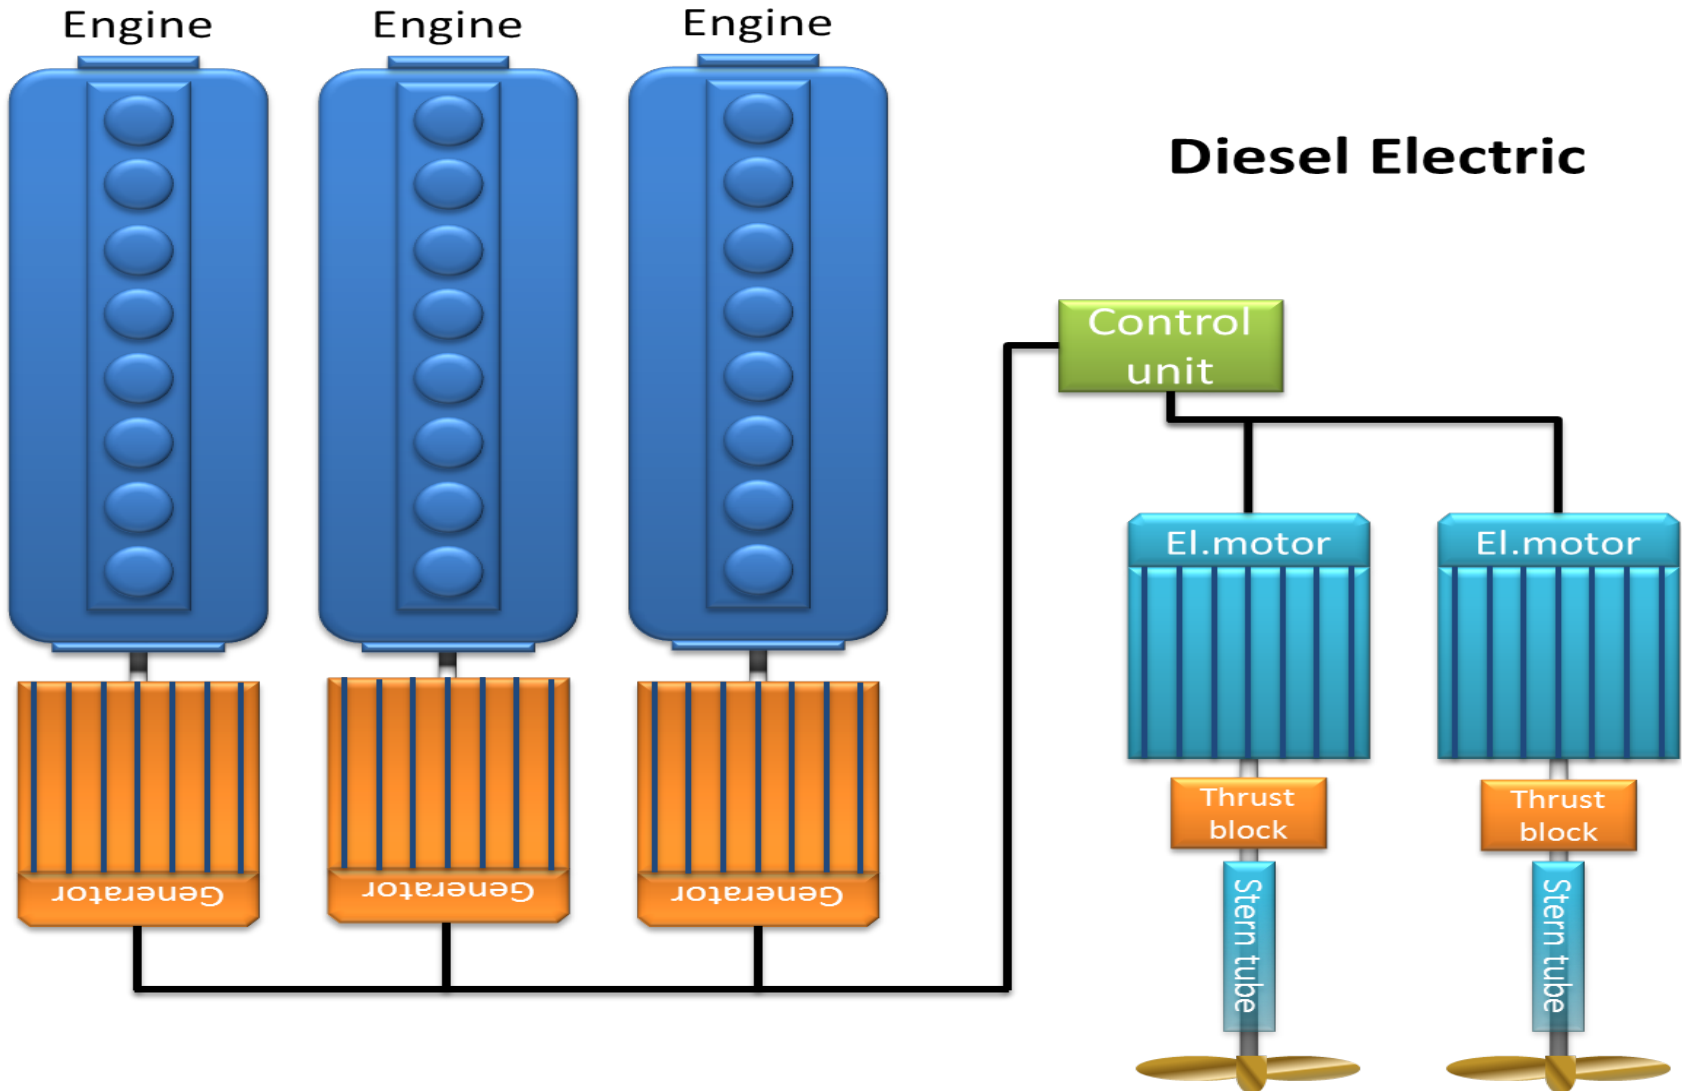 Engine
Engine
Engine
Diesel Electric
Control
unit
El.motor
El.motor
Thrust
block
Thrust
block
Generator
Generator
Generator
Stern tube
Stern tube